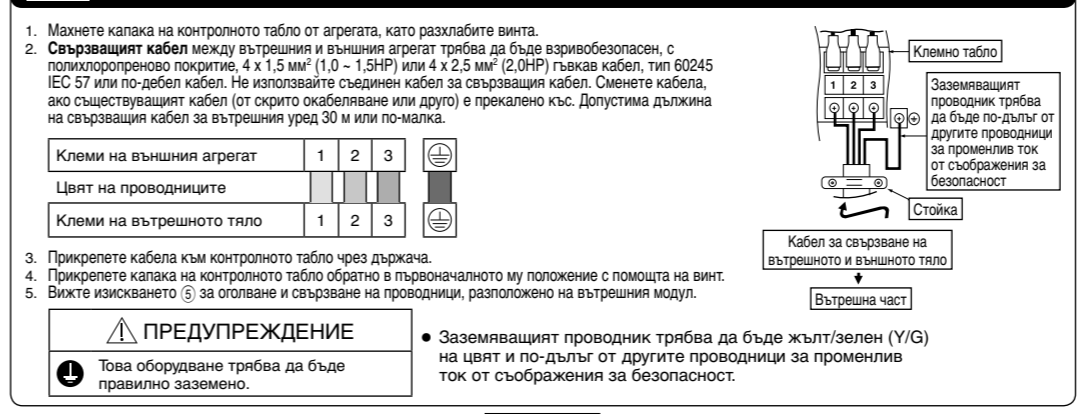 1. Махнете капака на контролното табло от агрегата, като разхлабите винта.
2. Свързващият кабел между вътрешния и външния агрегат трябва да бъде взривобезопасен, с
полихлоропреново покритие, 4 x 1,5 мм² (1,0 ~ 1,5HP) или 4 x 2,5 мм² (2,0HP) гъвкав кабел, тип 60245
IEC 57 или по-дебел кабел. Не използвайте съединен кабел за свързващия кабел. Сменете кабела,
ако съществуващият кабел (от скрито окабеляване или друго) е прекалено къс. Допустима дължина
на свързващия кабел за вътрешния уред 30 м или по-малка.
Клеми на външния агрегат 1 2 3
Цвят на проводниците
Клеми на вътрешното тяло 1 2 3
3. Прикрепете кабела към контролното табло чрез държача.
4. Прикрепете капака на контролното табло обратно в първоначалното му положение с помощта на винт.
5. Вижте изискването ⑤ за оголване и свързване на проводници, разположено на вътрешния модул.
Клемно табло
1 2 3
Заземяващият
проводник трябва
да бъде по-дълъг от
другите проводници
за променлив ток
от съображения за
безопасност
Стойка
Кабел за свързване на
вътрешното и външното тяло
Вътрешна част
ПРЕДУПРЕЖДЕНИЕ
Това оборудване трябва да бъде
правилно заземено.
● Заземяващият проводник трябва да бъде жълт/зелен (Y/G)
на цвят и по-дълъг от другите проводници за променлив
ток от съображения за безопасност.